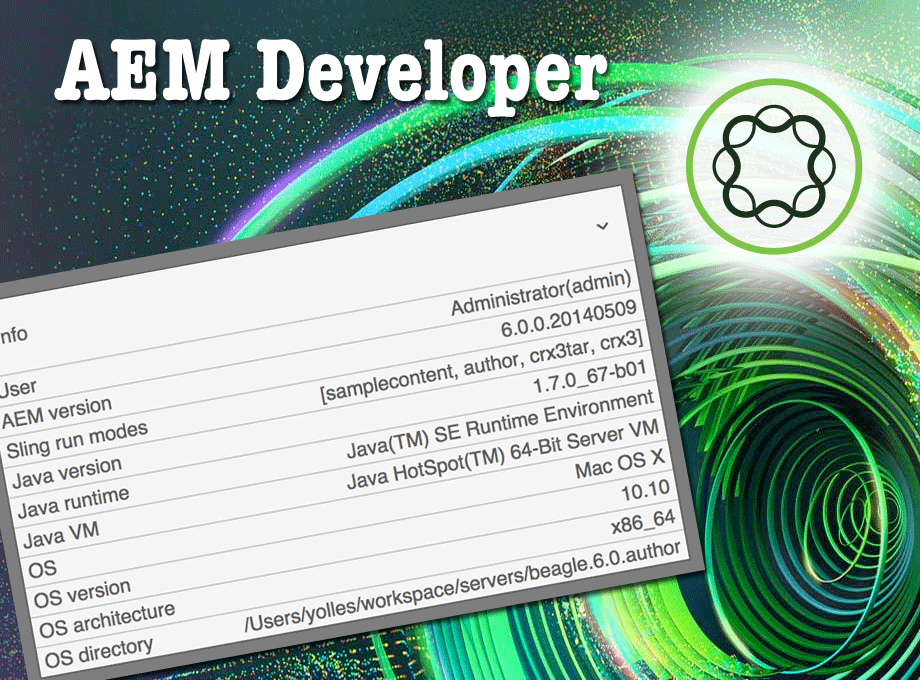 AEM Developer
nfo
User Administrator(admin)
AEM version 6.0.0.20140509
Sling run modes [samplecontent, author, crx3tar, crx3]
Java version 1.7.0_67-b01
Java runtime Java(TM) SE Runtime Environment
Java VM Java HotSpot(TM) 64-Bit Server VM
OS Mac OS X
OS version 10.10
OS architecture x86_64
OS directory /Users/yolles/workspace/servers/beagle.6.0.author